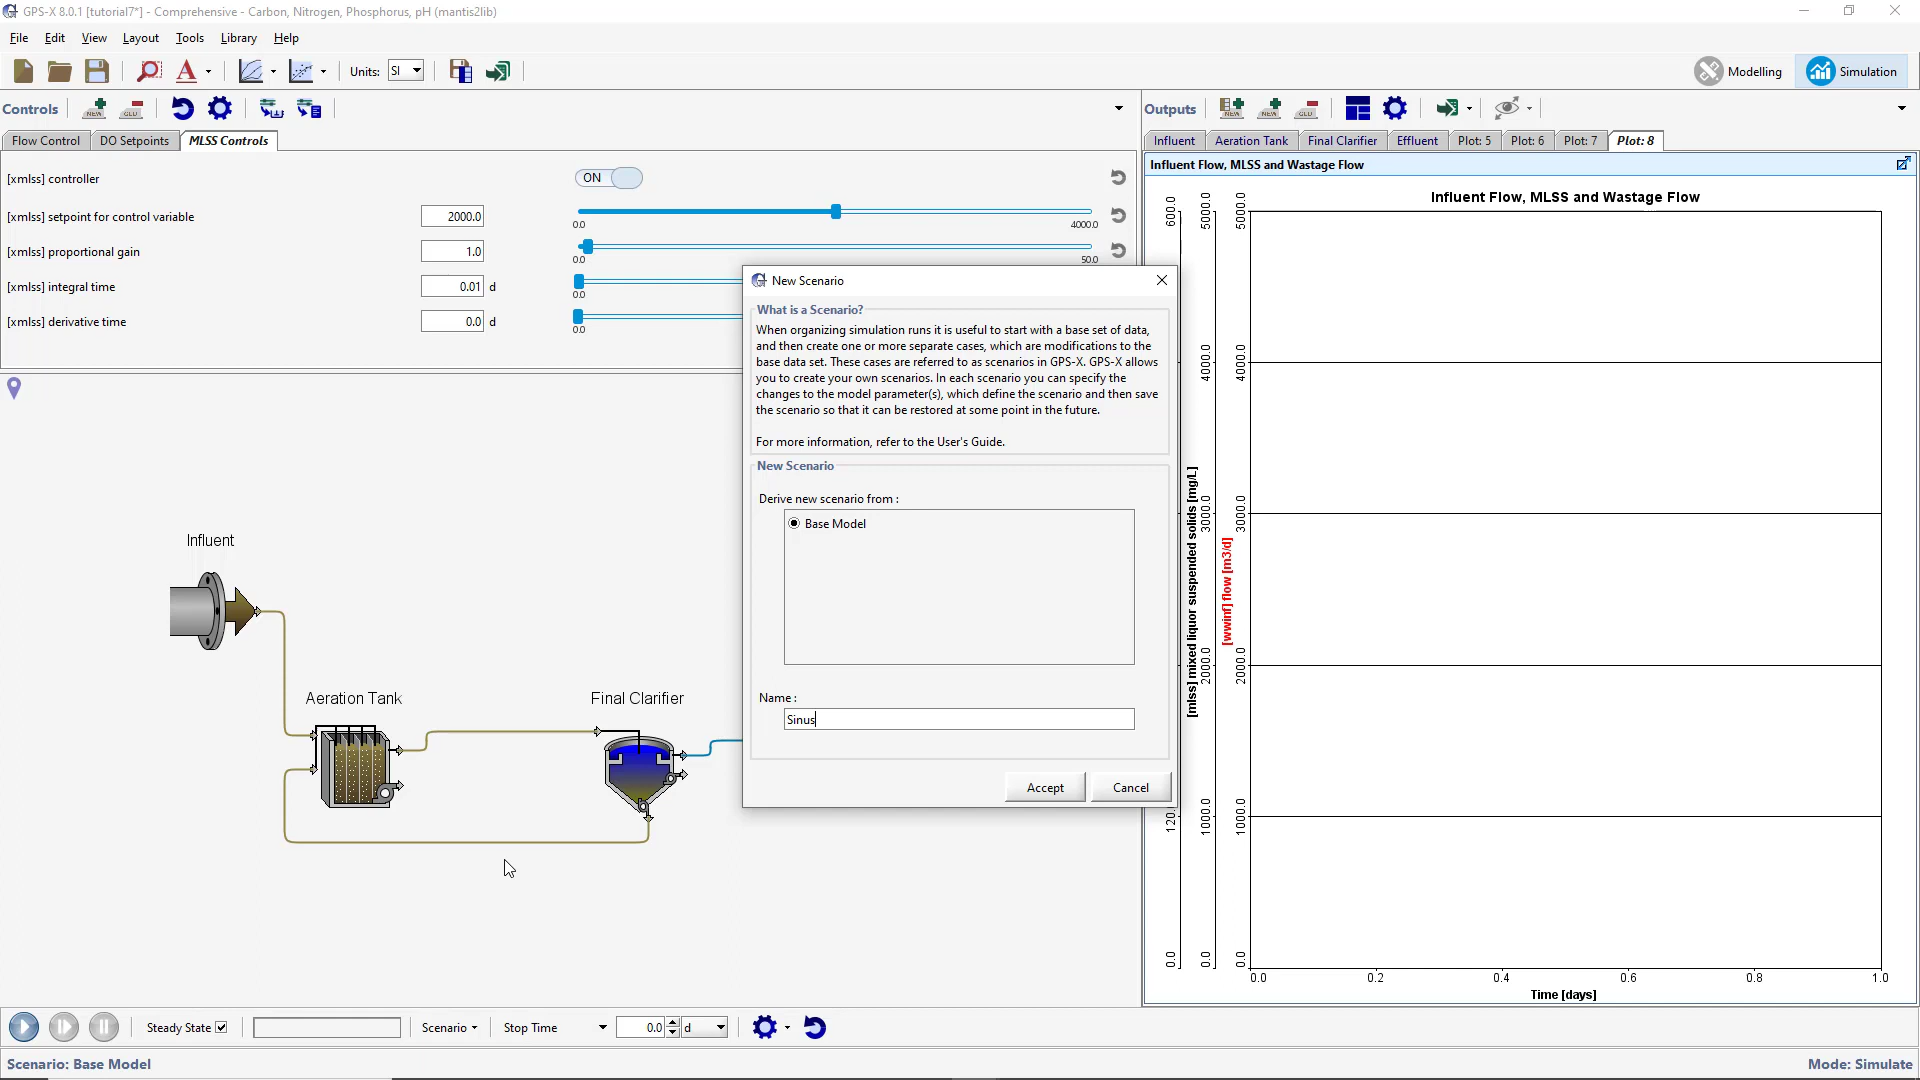 GPS-X 8.0.1 [tutorial7*] - Comprehensive - Carbon, Nitrogen, Phosphorus, pH (mantis2lib)
File Edit View Layout Tools Library Help
Units: SI
Modelling
Simulation
Controls
NEW
OLD
Flow Control
DO Setpoints
MLSS Controls
[xmlss] controller
ON
[xmlss] setpoint for control variable
2000.0
0.0
4000.0
[xmlss] proportional gain
1.0
0.0
50.0
[xmlss] integral time
0.01 d
0.0
[xmlss] derivative time
0.0 d
0.0
Influent
Aeration Tank
Final Clarifier
New Scenario
What is a Scenario?
When organizing simulation runs it is useful to start with a base set of data,
and then create one or more separate cases, which are modifications to the
base data set. These cases are referred to as scenarios in GPS-X. GPS-X allows
you to create your own scenarios. In each scenario you can specify the
changes to the model parameter(s), which define the scenario and then save
the scenario so that it can be restored at some point in the future.
For more information, refer to the User's Guide.
New Scenario
Derive new scenario from :
Base Model
Name :
Sinus
Accept
Cancel
Outputs
NEW
NEW
OLD
Influent
Aeration Tank
Final Clarifier
Effluent
Plot: 5
Plot: 6
Plot: 7
Plot: 8
Influent Flow, MLSS and Wastage Flow
Influent Flow, MLSS and Wastage Flow
600.0
5000.0
5000.0
4000.0
4000.0
3000.0
3000.0
2000.0
2000.0
120.
1000.0
1000.0
0.0
0.0
0.0
[mlss] mixed liquor suspended solids [mg/L]
[wwinf] flow [m3/d]
0.0 0.2 0.4 0.6 0.8 1.0
Time [days]
Steady State
Scenario
Stop Time
0.0
d
Scenario: Base Model
Mode: Simulate